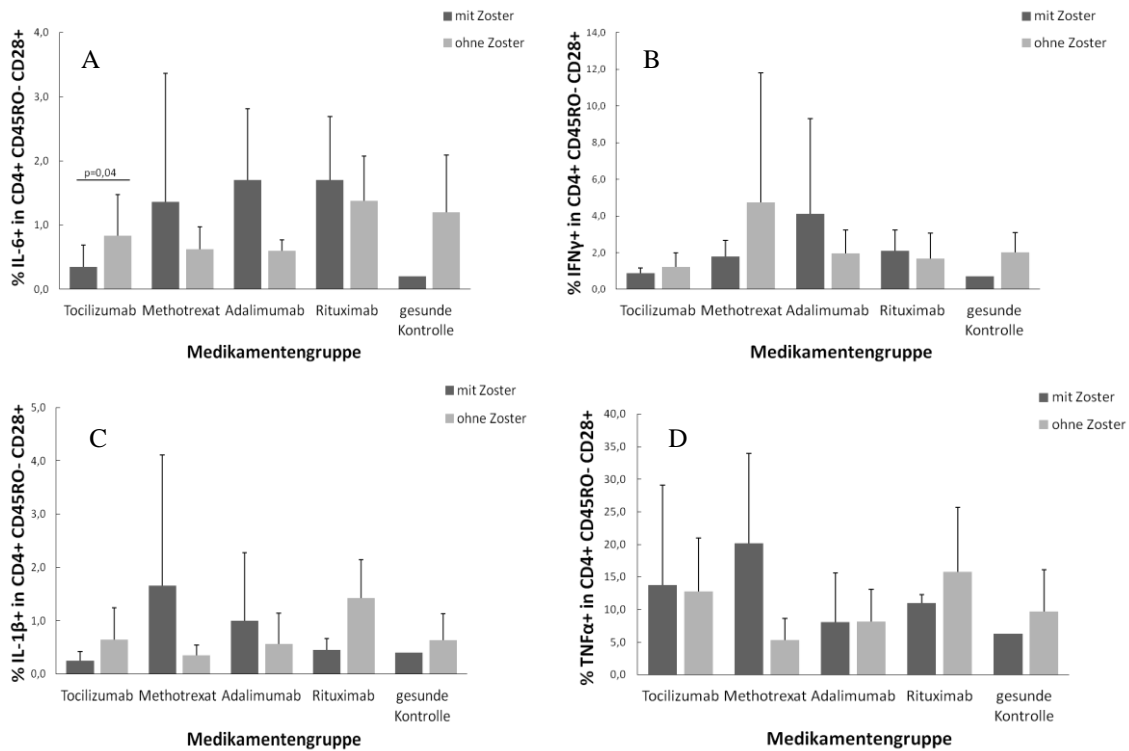 A
mit Zoster
ohne Zoster
% IL-6+ in CD4+ CD45RO- CD28+
4,0
3,0
2,0
1,0
0,0
p=0,04
Tocilizumab Methotrexat Adalimumab Rituximab gesunde
Kontrolle
Medikamentengruppe
B
mit Zoster
ohne Zoster
% IFNγ+ in CD4+ CD45RO- CD28+
14,0
12,0
10,0
8,0
6,0
4,0
2,0
0,0
Tocilizumab Methotrexat Adalimumab Rituximab gesunde
Kontrolle
Medikamentengruppe
C
mit Zoster
ohne Zoster
% IL-1β+ in CD4+ CD45RO- CD28+
5,0
4,0
3,0
2,0
1,0
0,0
Tocilizumab Methotrexat Adalimumab Rituximab gesunde
Kontrolle
Medikamentengruppe
D
mit Zoster
ohne Zoster
% TNFα+ in CD4+ CD45RO- CD28+
40,0
35,0
30,0
25,0
20,0
15,0
10,0
5,0
0,0
Tocilizumab Methotrexat Adalimumab Rituximab gesunde
Kontrolle
Medikamentengruppe